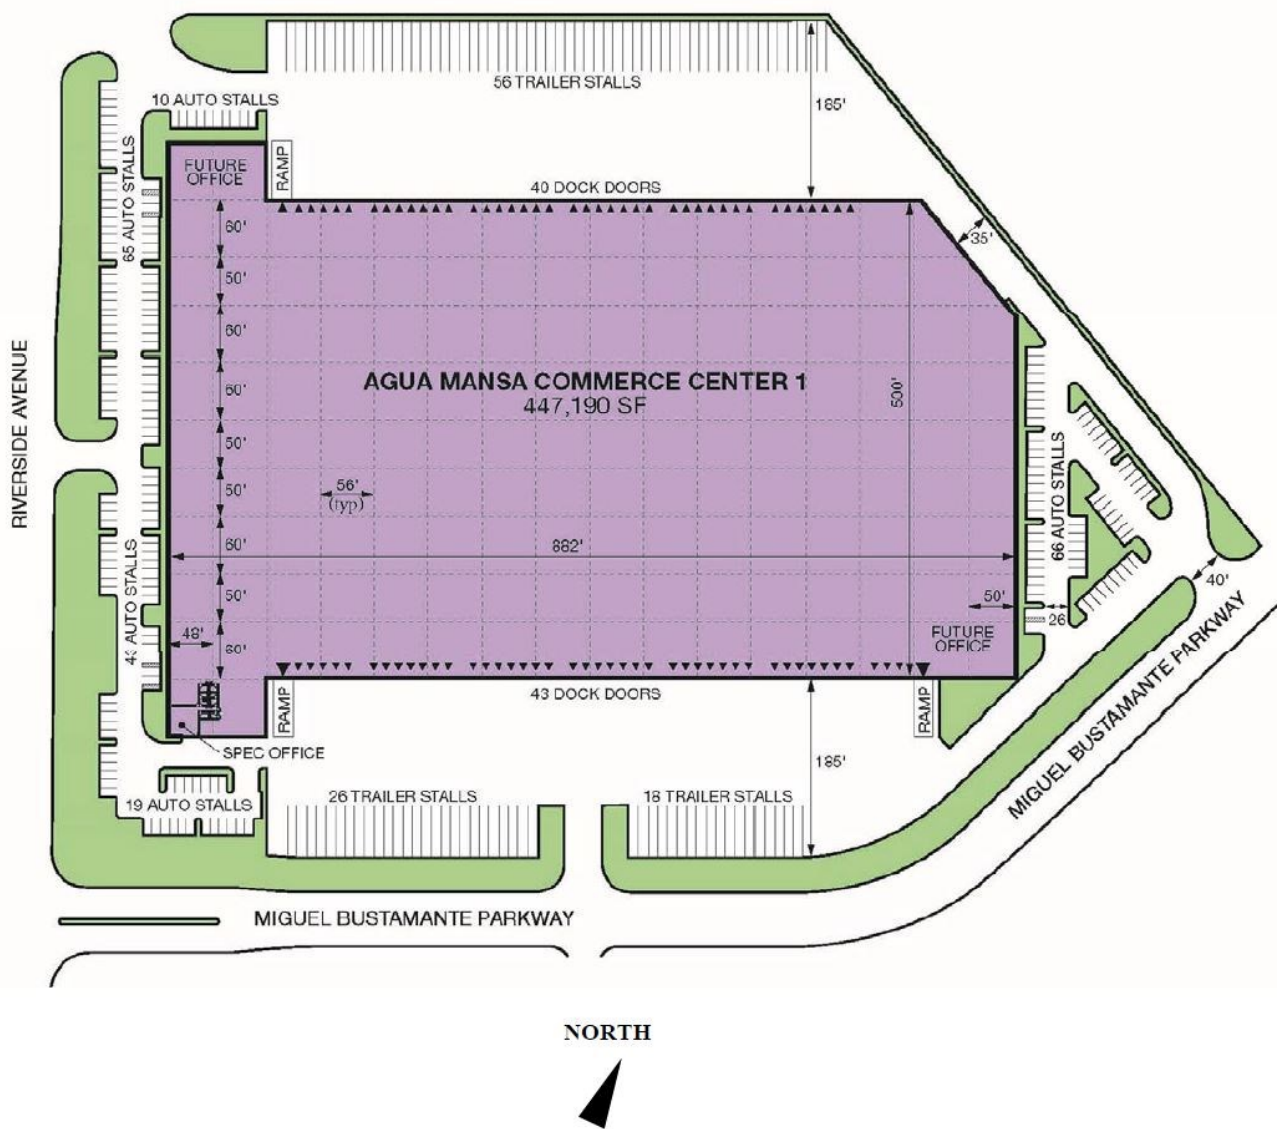 56 TRAILER STALLS
185'
10 AUTO STALLS
65 AUTO STALLS
FUTURE
OFFICE
RAMP
40 DOCK DOORS
60'
35'
50'
60'
RIVERSIDE AVENUE
AGUA MANSA COMMERCE CENTER 1
447,190 SF
500'
60'
50'
66 AUTO STALLS
56'
(typ)
50'
882'
60'
40'
43 AUTO STALLS
50'
50'
26'
48'
60'
FUTURE
OFFICE
RAMP
43 DOCK DOORS
RAMP
SPEC OFFICE
185'
MIGUEL BUSTAMANTE PARKWAY
19 AUTO STALLS
26 TRAILER STALLS
18 TRAILER STALLS
MIGUEL BUSTAMANTE PARKWAY
NORTH